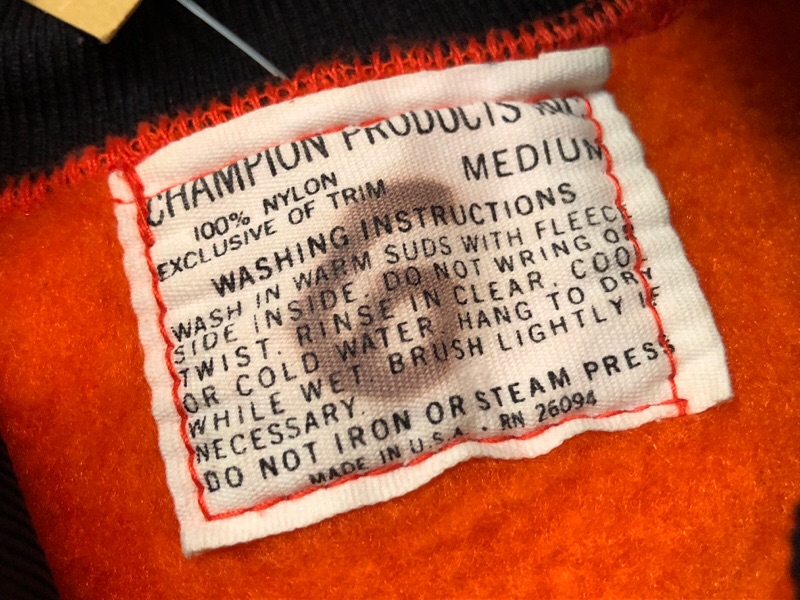 CHAMPION PRODUCTS INC.
100% NYLON MEDIUM
EXCLUSIVE OF TRIM
WASHING INSTRUCTIONS
WASH IN WARM SUDS WITH FLEECE
SIDE INSIDE. DO NOT WRING OR
TWIST. RINSE IN CLEAR, COOL
OR COLD WATER. HANG TO DRY
WHILE WET. BRUSH LIGHTLY IF
NECESSARY.
DO NOT IRON OR STEAM PRESS
MADE IN U.S.A. • RN 26094